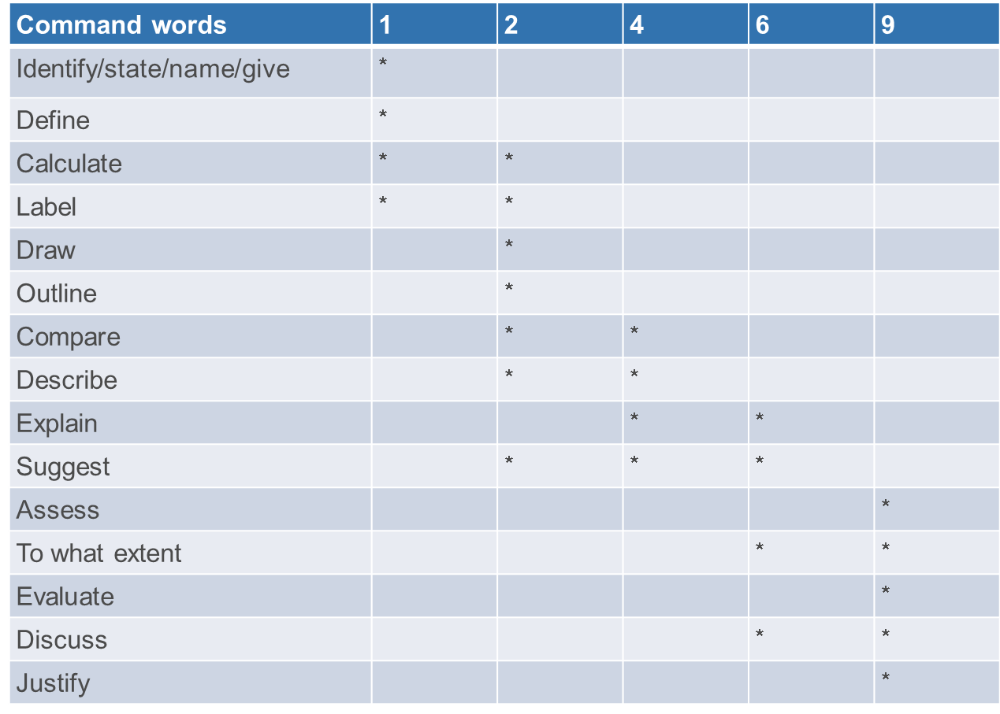 Command words 1 2 4 6 9
Identify/state/name/give *
Define *
Calculate * *
Label * *
Draw *
Outline *
Compare * *
Describe * *
Explain * *
Suggest * * *
Assess *
To what extent * *
Evaluate *
Discuss * *
Justify *